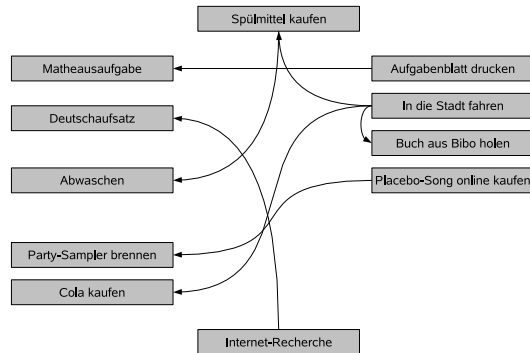 Spülmittel kaufen
Matheausaufgabe
Aufgabenblatt drucken
In die Stadt fahren
Deutschaufsatz
Buch aus Bibo holen
Abwaschen
Placebo-Song online kaufen
Party-Sampler brennen
Cola kaufen
Internet-Recherche